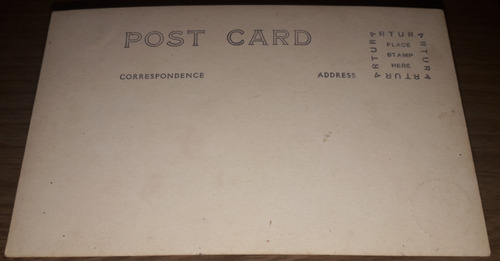 POST CARD
CORRESPONDENCE
ADDRESS
ARTURA
PLACE
STAMP
HERE
ARTURA
ARTURA
ARTURA